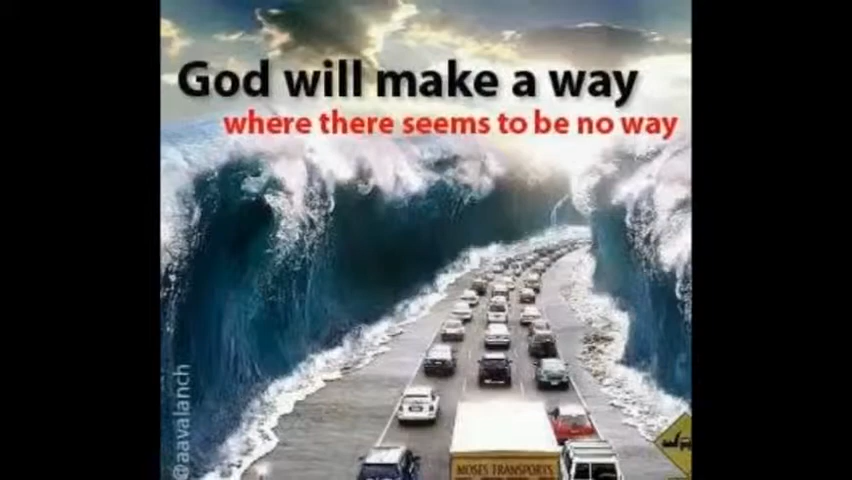 God will make a way
where there seems to be no way
@aavalanch
MOSES TRANSPORTS